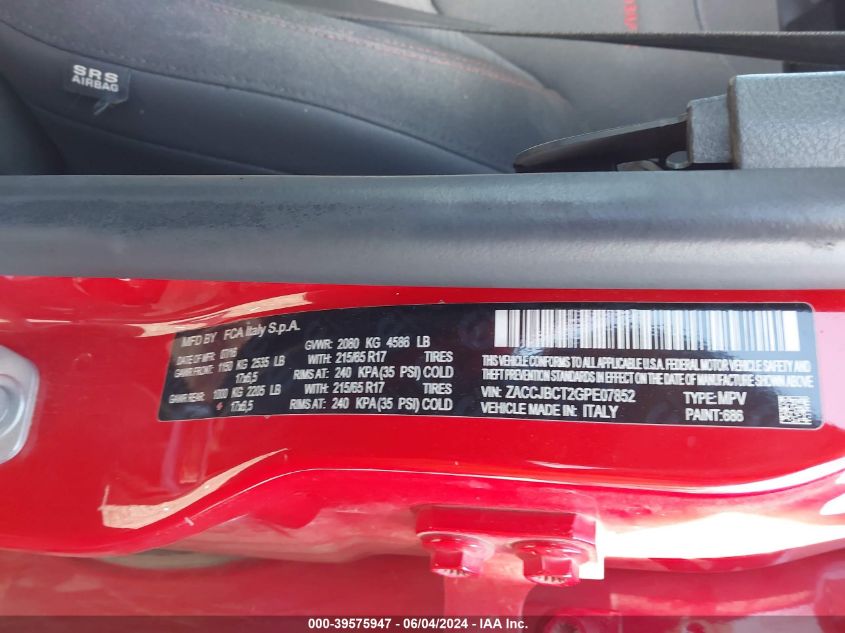 SRS
AIRBAG
MFD BY FCA Italy S.p.A. GVWR: 2080 KG 4586 LB
DATE OF MFR 07/16 WITH 215/65 R17 TIRES
GAWR FRONT: 1150 KG 2535 LB
17x6,5 RIMS AT: 240 KPA(35 PSI) COLD
GAWR REAR: 1000 KG 2205 LB WITH 215/65 R17 TIRES
17x6,5 RIMS AT: 240 KPA(35 PSI) COLD
THIS VEHICLE CONFORMS TO ALL APPLICABLE U.S.A. FEDERAL MOTOR VEHICLE SAFETY, BUMPER, AND
THEFT PREVENTION STANDARDS IN EFFECT ON THE DATE OF MANUFACTURE SHOWN ABOVE.
VIN: ZACCJBCT2GPE07852 TYPE:MPV
VEHICLE MADE IN: ITALY PAINT:686
000-39575947 / 06/04/2024 - IAA Inc.